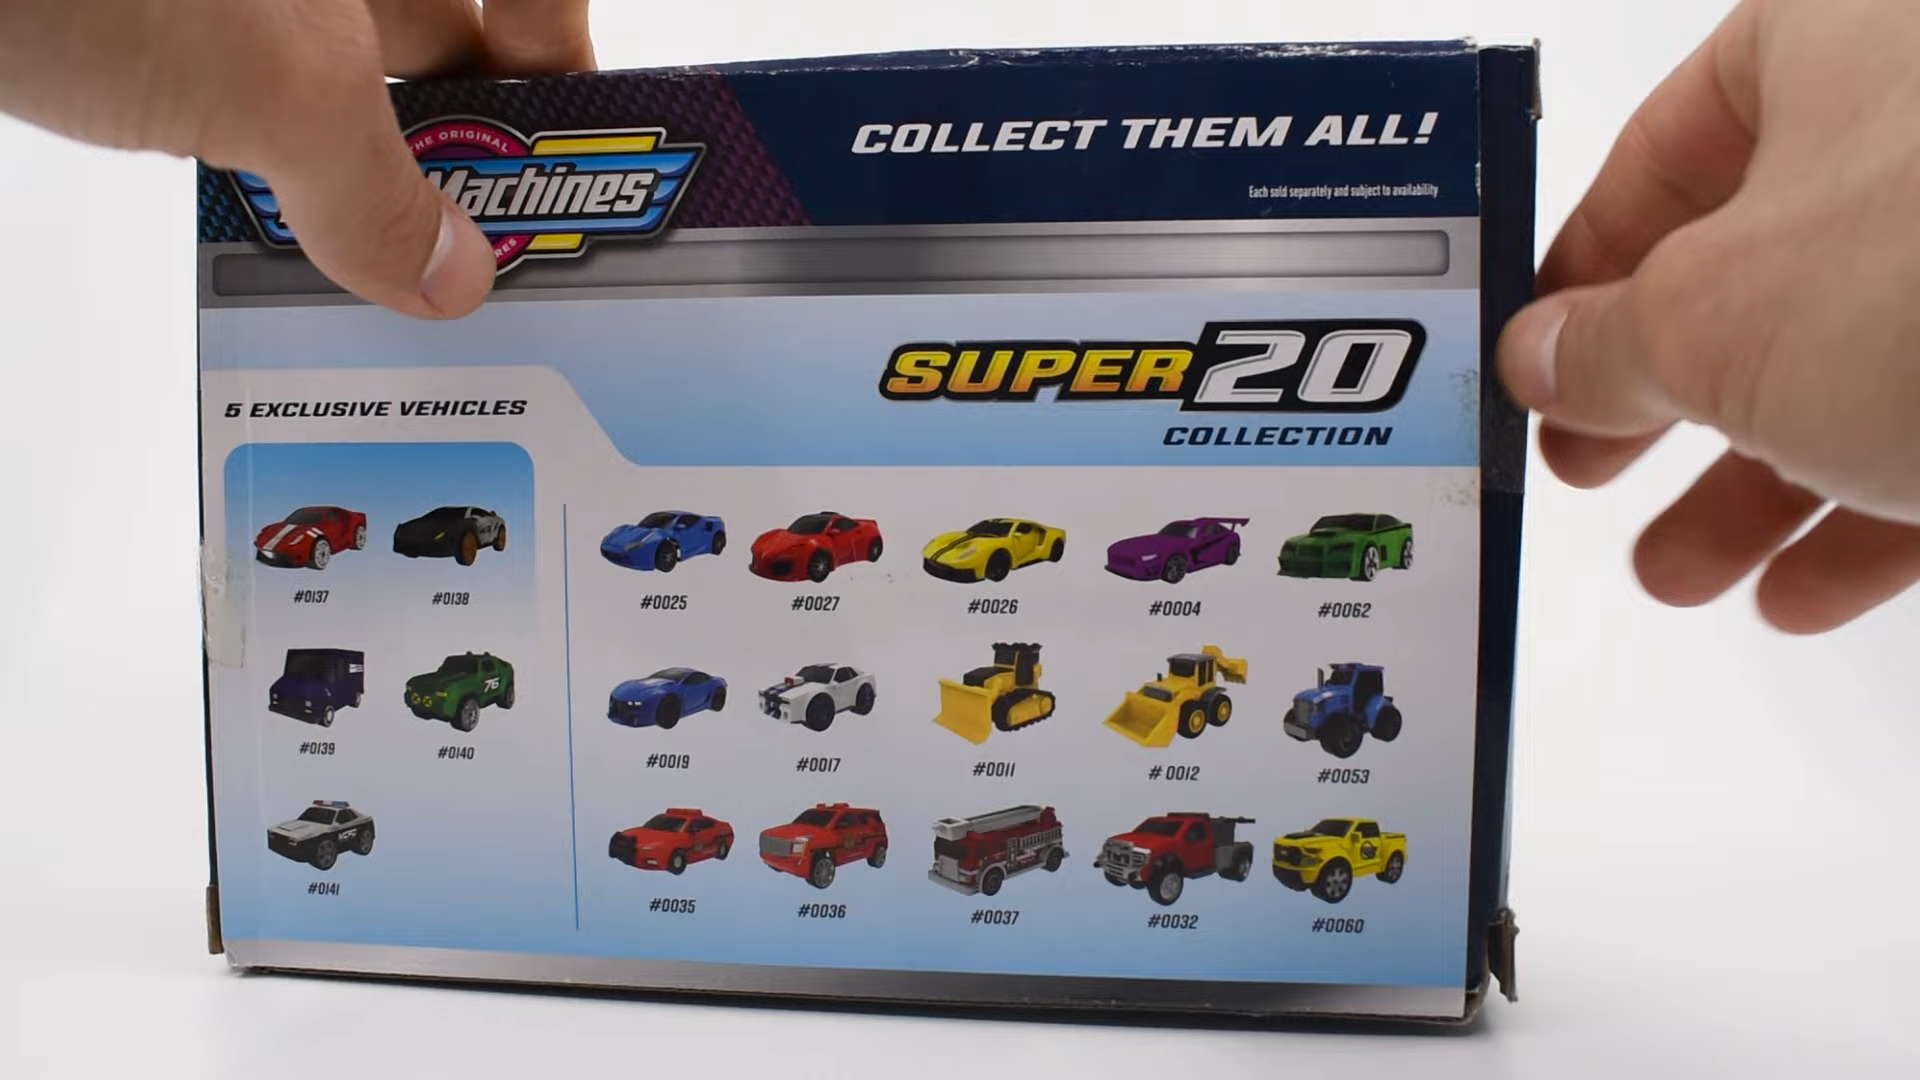 THE ORIGINAL
Machines
COLLECT THEM ALL!
Each sold separately and subject to availability
SUPER 20
COLLECTION
5 EXCLUSIVE VEHICLES
#0137 #0138
#0139 #0140
#0141
#0025 #0027 #0026 #0004 #0062
#0019 #0017 #0011 # 0012 #0053
#0035 #0036 #0037 #0032 #0060
76